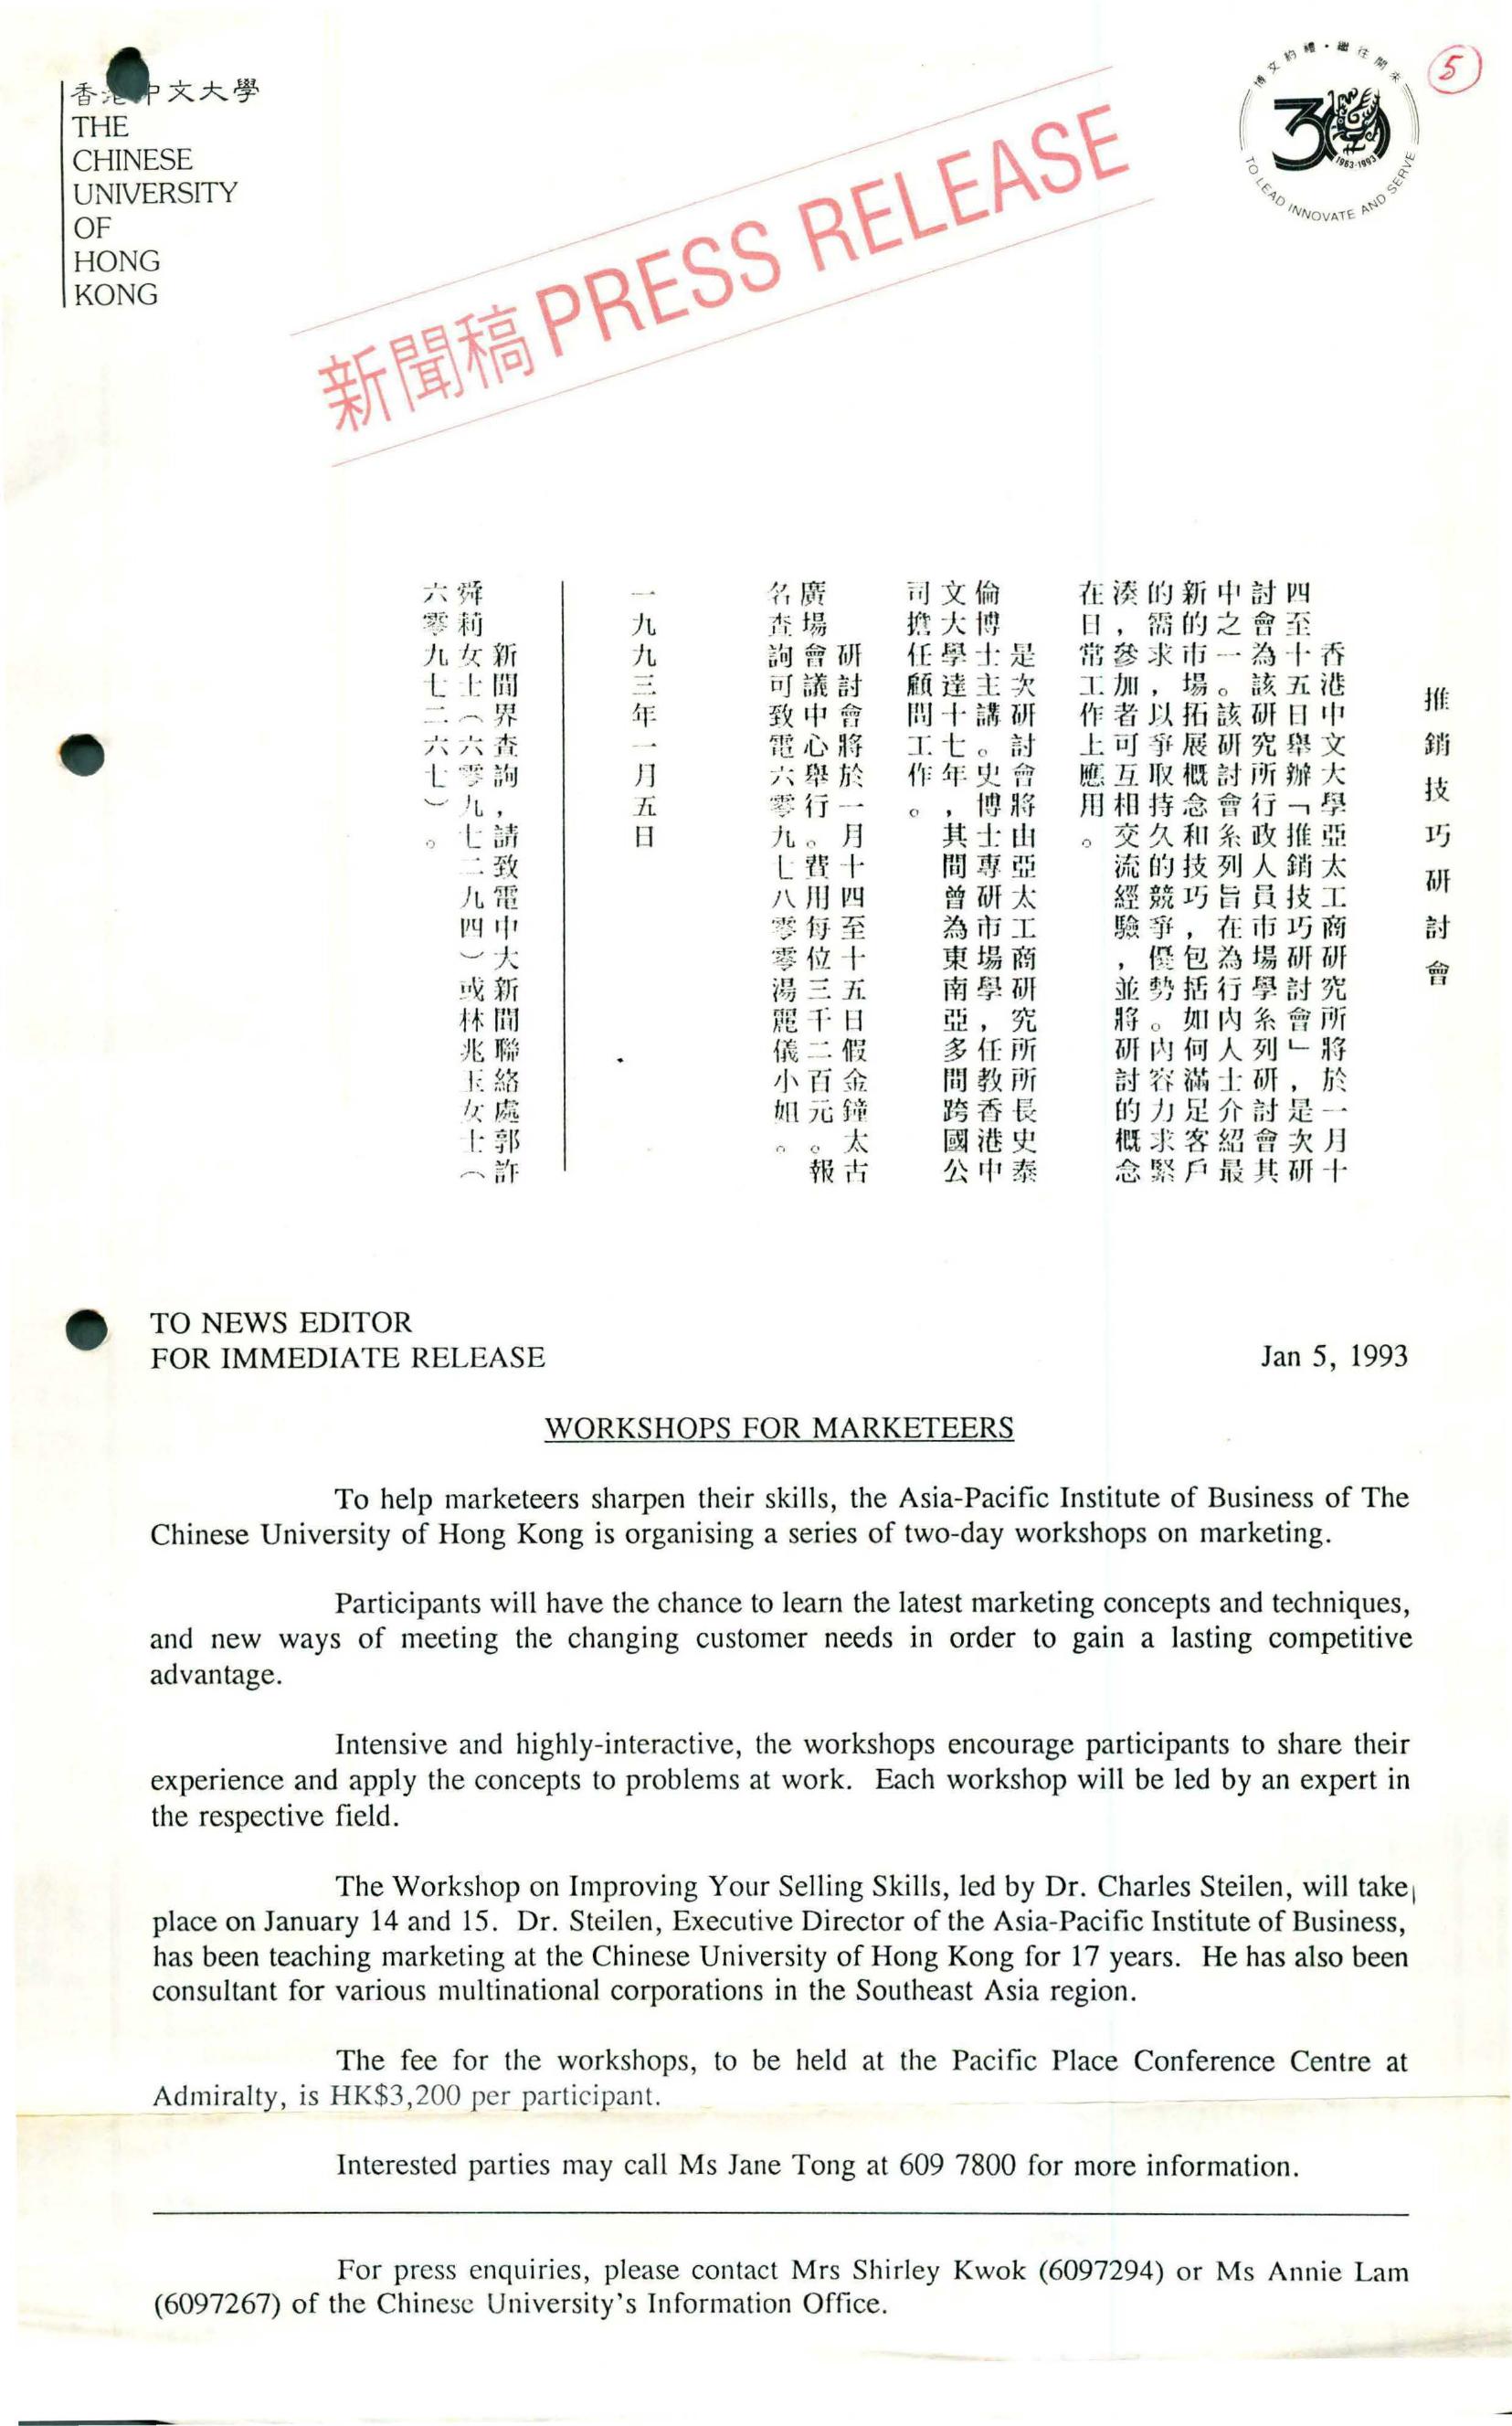 香港中文大學
THE
CHINESE
UNIVERSITY
OF
HONG
KONG
新聞稿 PRESS RELEASE
博文約禮・繼往開來
30
1963-1993
TO LEAD INNOVATE AND SERVE
5
推銷技巧研討會
香港中文大學亞太工商研究所將於一月十
四至十五日舉辦「推銷技巧研討會」，是次研
討會為該研究所行政人員市場學系列研討會其
中之一。該研討會系列旨在為行內人士介紹最
新的市場拓展概念和技巧，包括如何滿足客戶
的需求，以爭取持久的競爭優勢。內容力求緊
湊，參加者可互相交流經驗，並將研討的概念
在日常工作上應用。
是次研討會將由亞太工商研究所所長史泰
倫博士主講。史博士專研市場學，任教香港中
文大學達十七年，其間曾為東南亞多間跨國公
司擔任顧問工作。
研討會將於一月十四至十五日假金鐘太古
廣場會議中心舉行。費用每位三千二百元。報
名查詢可致電六零九七八零零湯麗儀小姐。
一九九三年一月五日
新聞界查詢，請致電中大新聞聯絡處郭許
舜莉女士（六零九七二九四）或林兆玉女士（
六零九七二六七）。
TO NEWS EDITOR
FOR IMMEDIATE RELEASE
Jan 5, 1993
WORKSHOPS FOR MARKETEERS
To help marketeers sharpen their skills, the Asia-Pacific Institute of Business of The
Chinese University of Hong Kong is organising a series of two-day workshops on marketing.
Participants will have the chance to learn the latest marketing concepts and techniques,
and new ways of meeting the changing customer needs in order to gain a lasting competitive
advantage.
Intensive and highly-interactive, the workshops encourage participants to share their
experience and apply the concepts to problems at work. Each workshop will be led by an expert in
the respective field.
The Workshop on Improving Your Selling Skills, led by Dr. Charles Steilen, will take
place on January 14 and 15. Dr. Steilen, Executive Director of the Asia-Pacific Institute of Business,
has been teaching marketing at the Chinese University of Hong Kong for 17 years. He has also been
consultant for various multinational corporations in the Southeast Asia region.
The fee for the workshops, to be held at the Pacific Place Conference Centre at
Admiralty, is HK$3,200 per participant.
Interested parties may call Ms Jane Tong at 609 7800 for more information.
For press enquiries, please contact Mrs Shirley Kwok (6097294) or Ms Annie Lam
(6097267) of the Chinese University's Information Office.